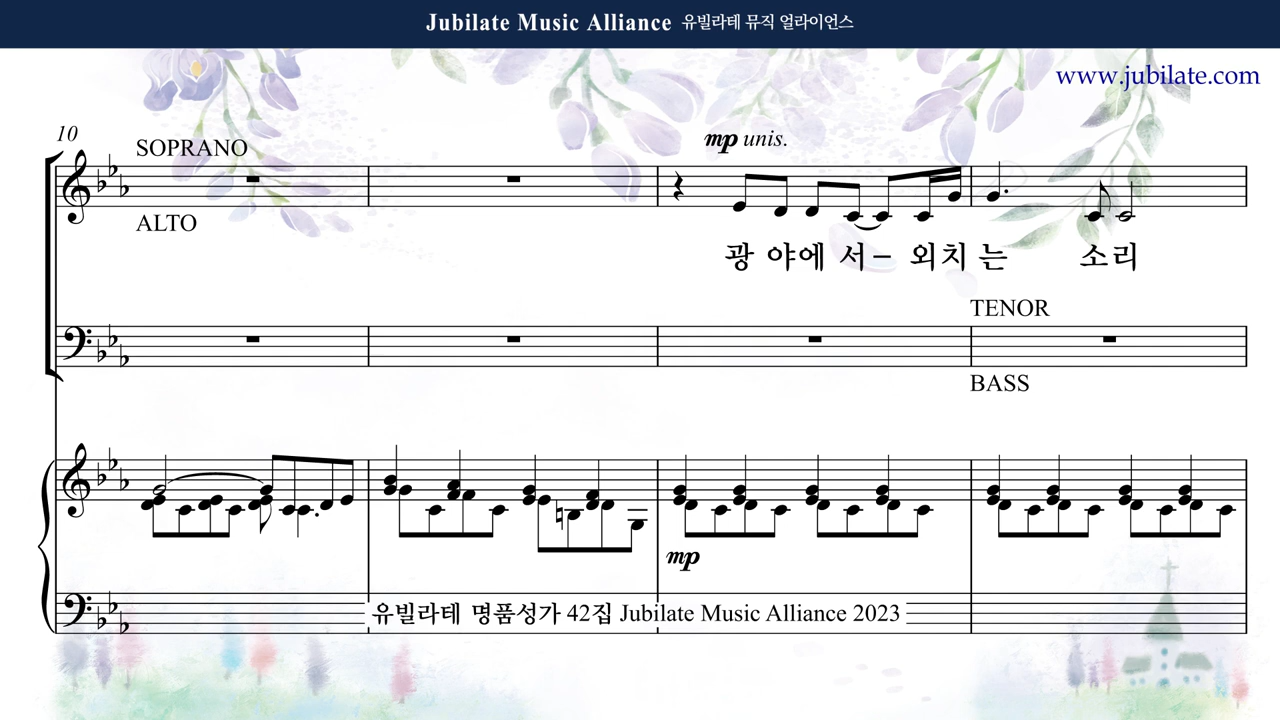 Jubilate Music Alliance 유빌라테 뮤직 얼라이언스
www.jubilate.com
10
SOPRANO
mp unis.
ALTO
광 야에 서– 외치 는 소리
TENOR
BASS
mp
유빌라테 명품성가 42집 Jubilate Music Alliance 2023